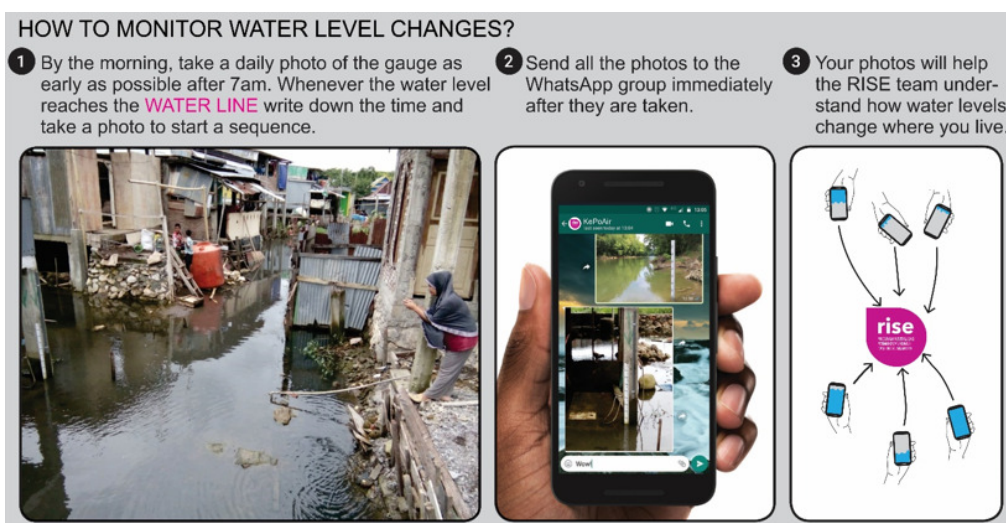 HOW TO MONITOR WATER LEVEL CHANGES?
1 By the morning, take a daily photo of the gauge as
early as possible after 7am. Whenever the water level
reaches the WATER LINE write down the time and
take a photo to start a sequence.
2 Send all the photos to the
WhatsApp group immediately
after they are taken.
3 Your photos will help
the RISE team under-
stand how water levels
change where you live.
KePoAir
Wow!
rise